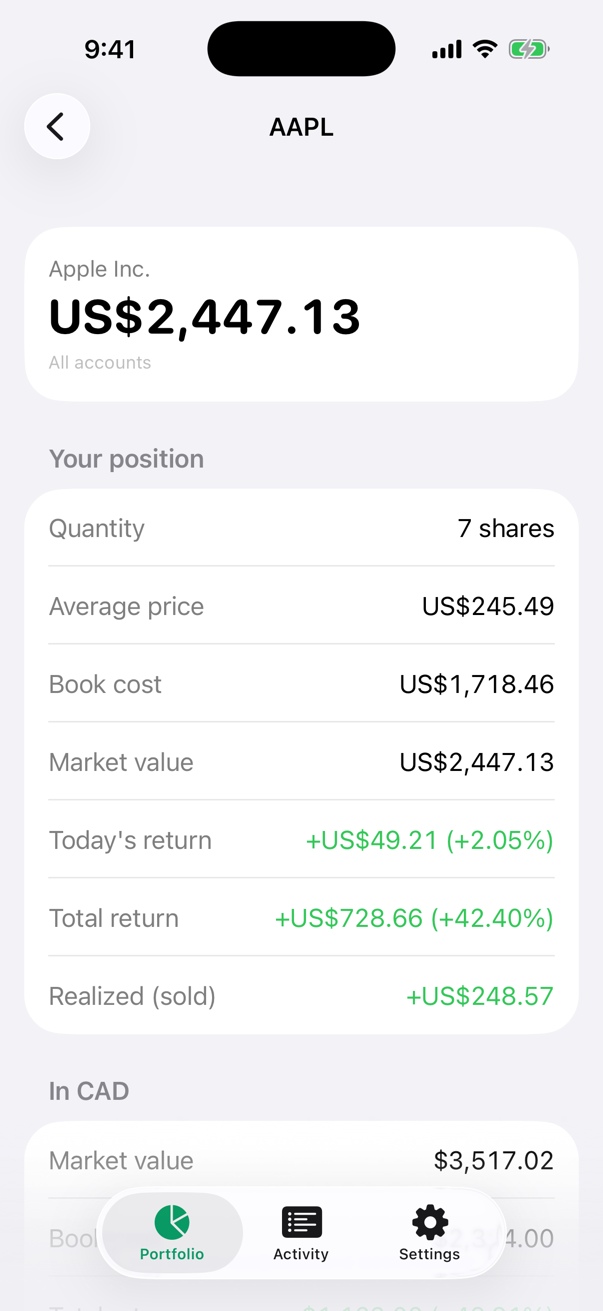 9:41
AAPL
Apple Inc.
US$2,447.13
All accounts
Your position
Quantity 7 shares
Average price US$245.49
Book cost US$1,718.46
Market value US$2,447.13
Today's return +US$49.21 (+2.05%)
Total return +US$728.66 (+42.40%)
Realized (sold) +US$248.57
In CAD
Market value $3,517.02
Portfolio Activity Settings